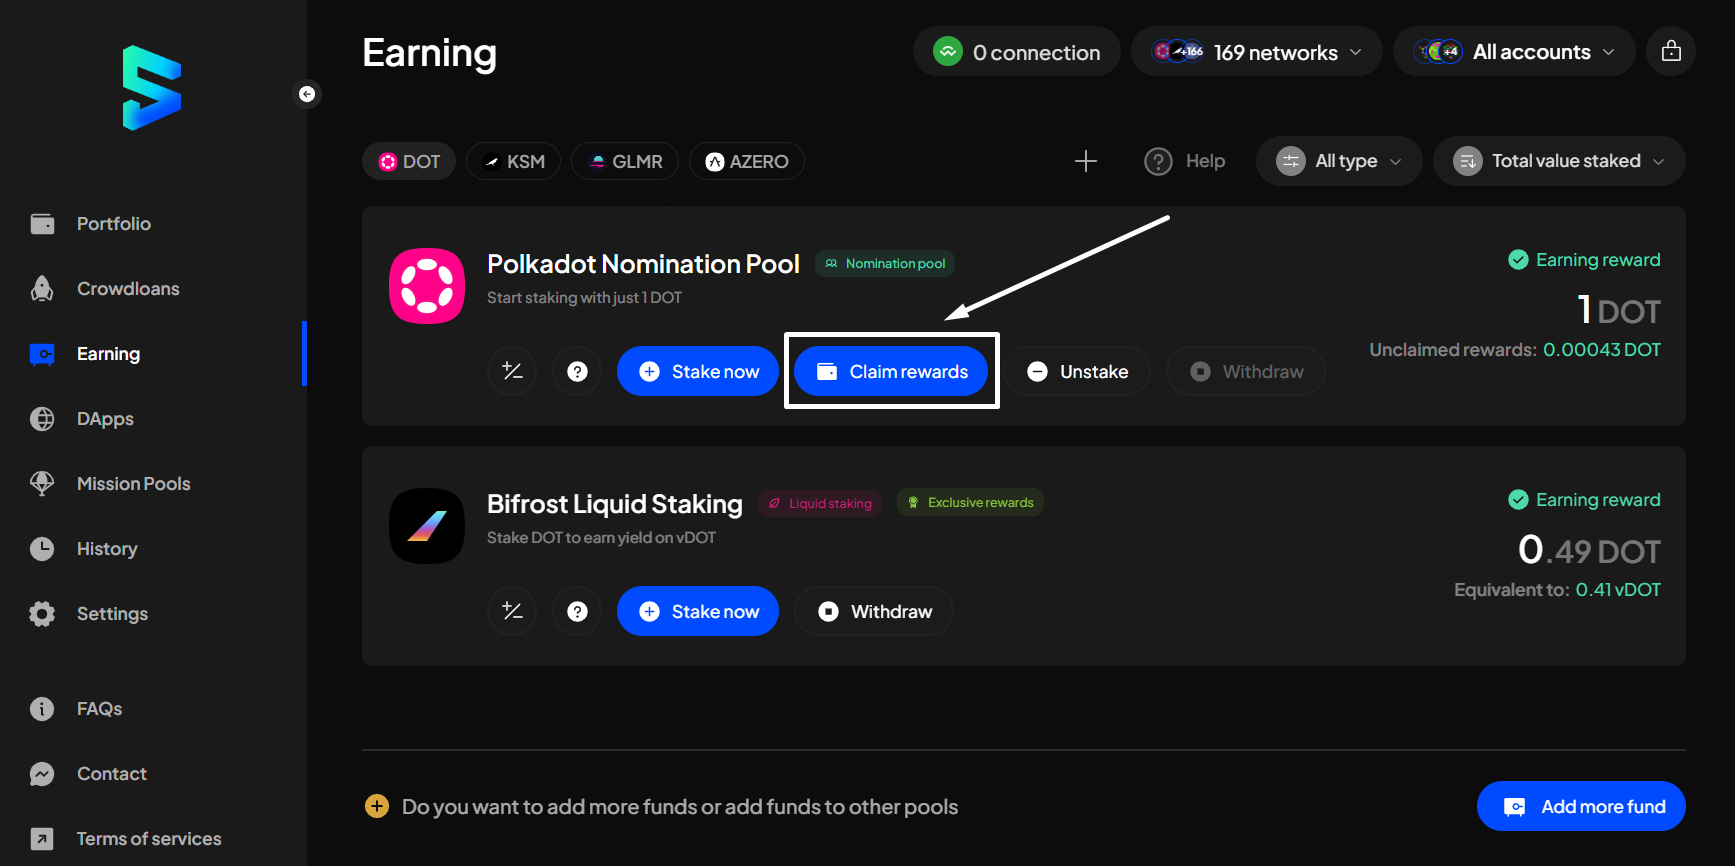 Earning
0 connection
+166 169 networks
+4 All accounts
DOT
KSM
GLMR
AZERO
Help
All type
Total value staked
Portfolio
Crowdloans
Earning
DApps
Mission Pools
History
Settings
FAQs
Contact
Terms of services
Polkadot Nomination Pool
Nomination pool
Start staking with just 1 DOT
Earning reward
1 DOT
Unclaimed rewards: 0.00043 DOT
Stake now
Claim rewards
Unstake
Withdraw
Bifrost Liquid Staking
Liquid staking
Exclusive rewards
Stake DOT to earn yield on vDOT
Earning reward
0.49 DOT
Equivalent to: 0.41 vDOT
Stake now
Withdraw
Do you want to add more funds or add funds to other pools
Add more fund